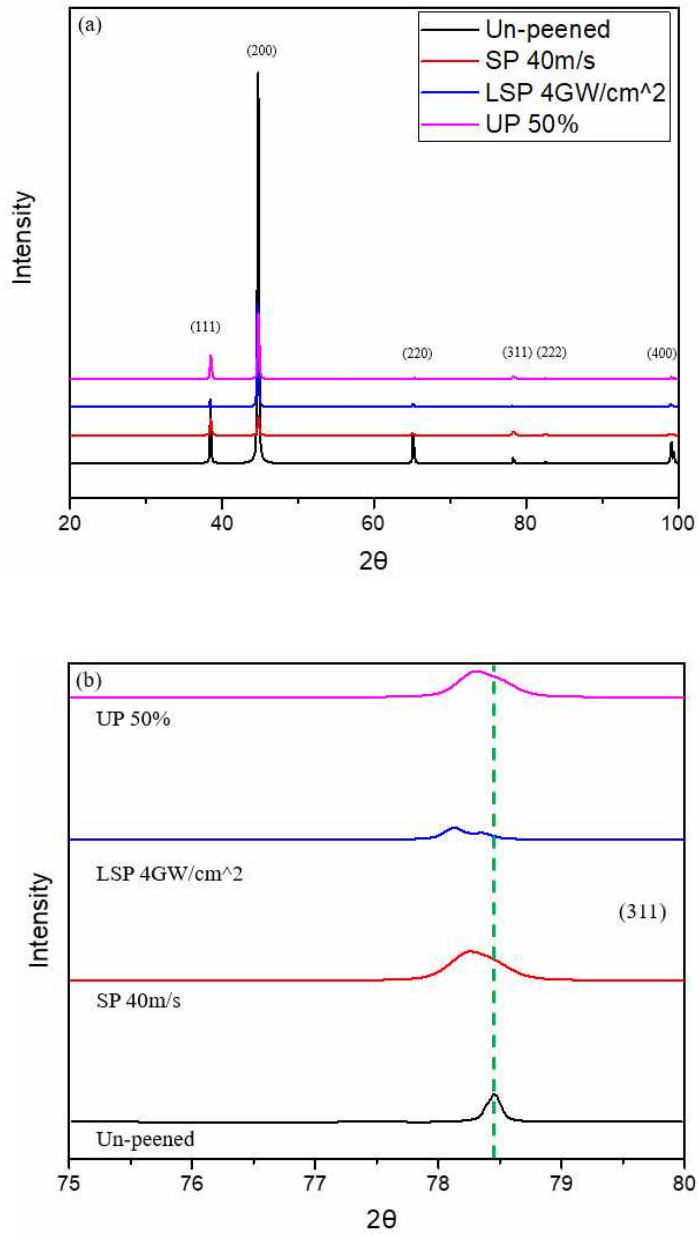 (a)
(200)
Un-peened
SP 40m/s
LSP 4GW/cm^2
UP 50%
Intensity
(111)
(220)
(311) (222)
(400)
20 40 60 80 100
2θ
(b)
UP 50%
LSP 4GW/cm^2
(311)
Intensity
SP 40m/s
Un-peened
75 76 77 78 79 80
2θ